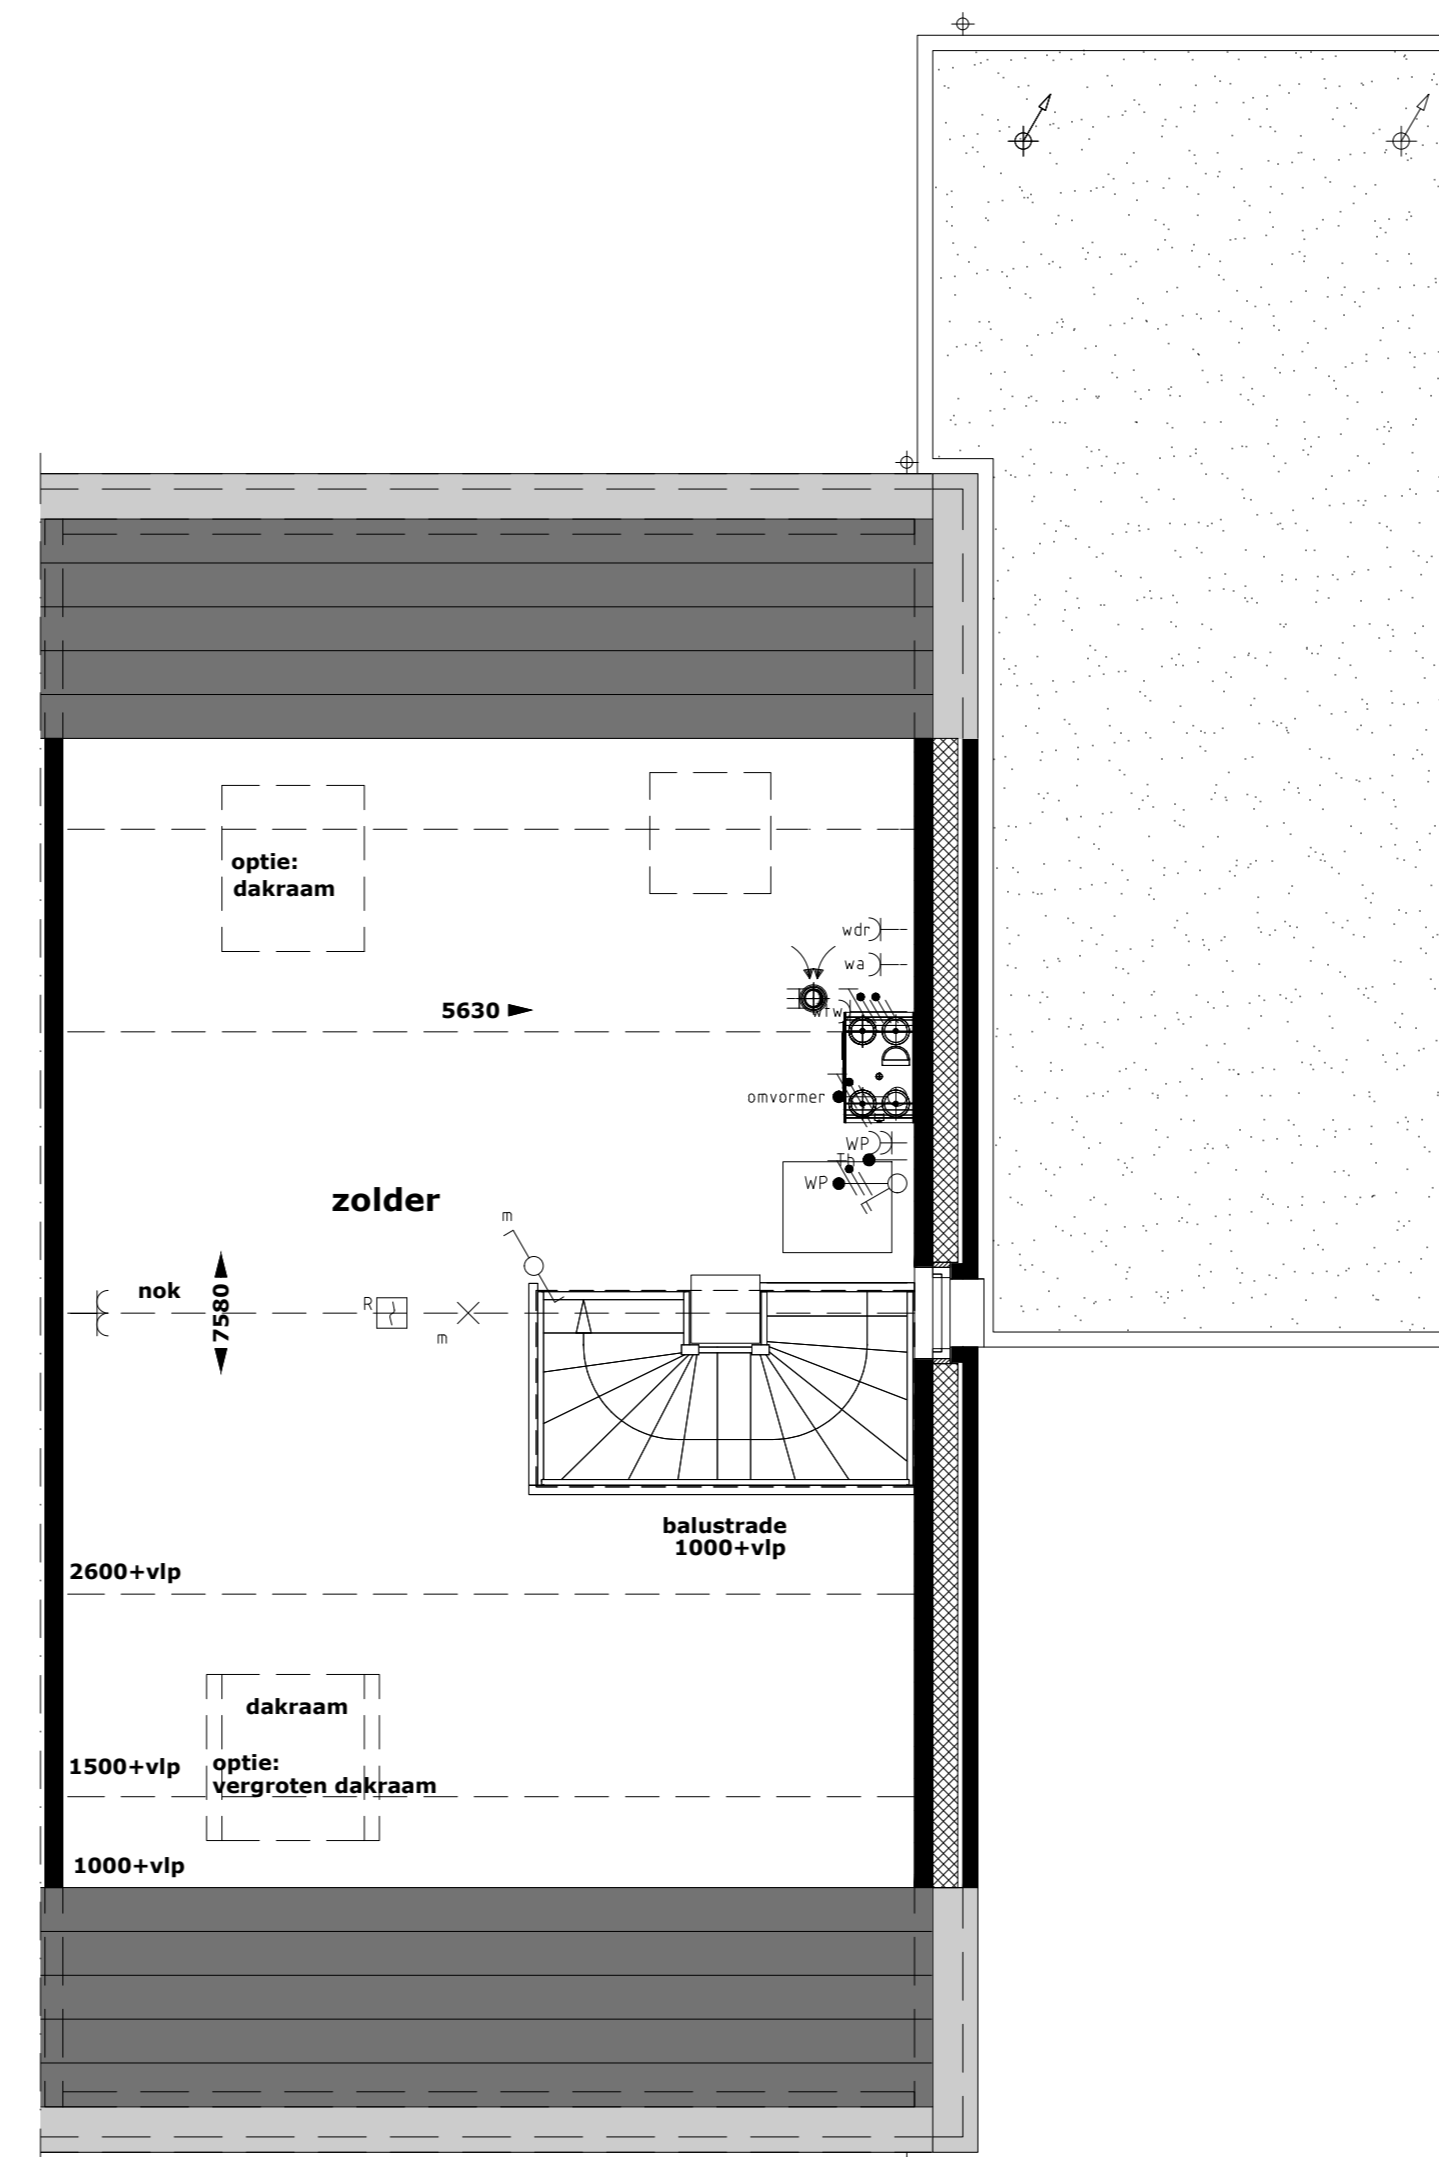 optie:
dakraam
wdr
wa
5630
wtw
omvormer
WP
Th
WP
zolder
m
nok
7580
R
m
balustrade
1000+vlp
2600+vlp
dakraam
1500+vlp
optie:
vergroten dakraam
1000+vlp